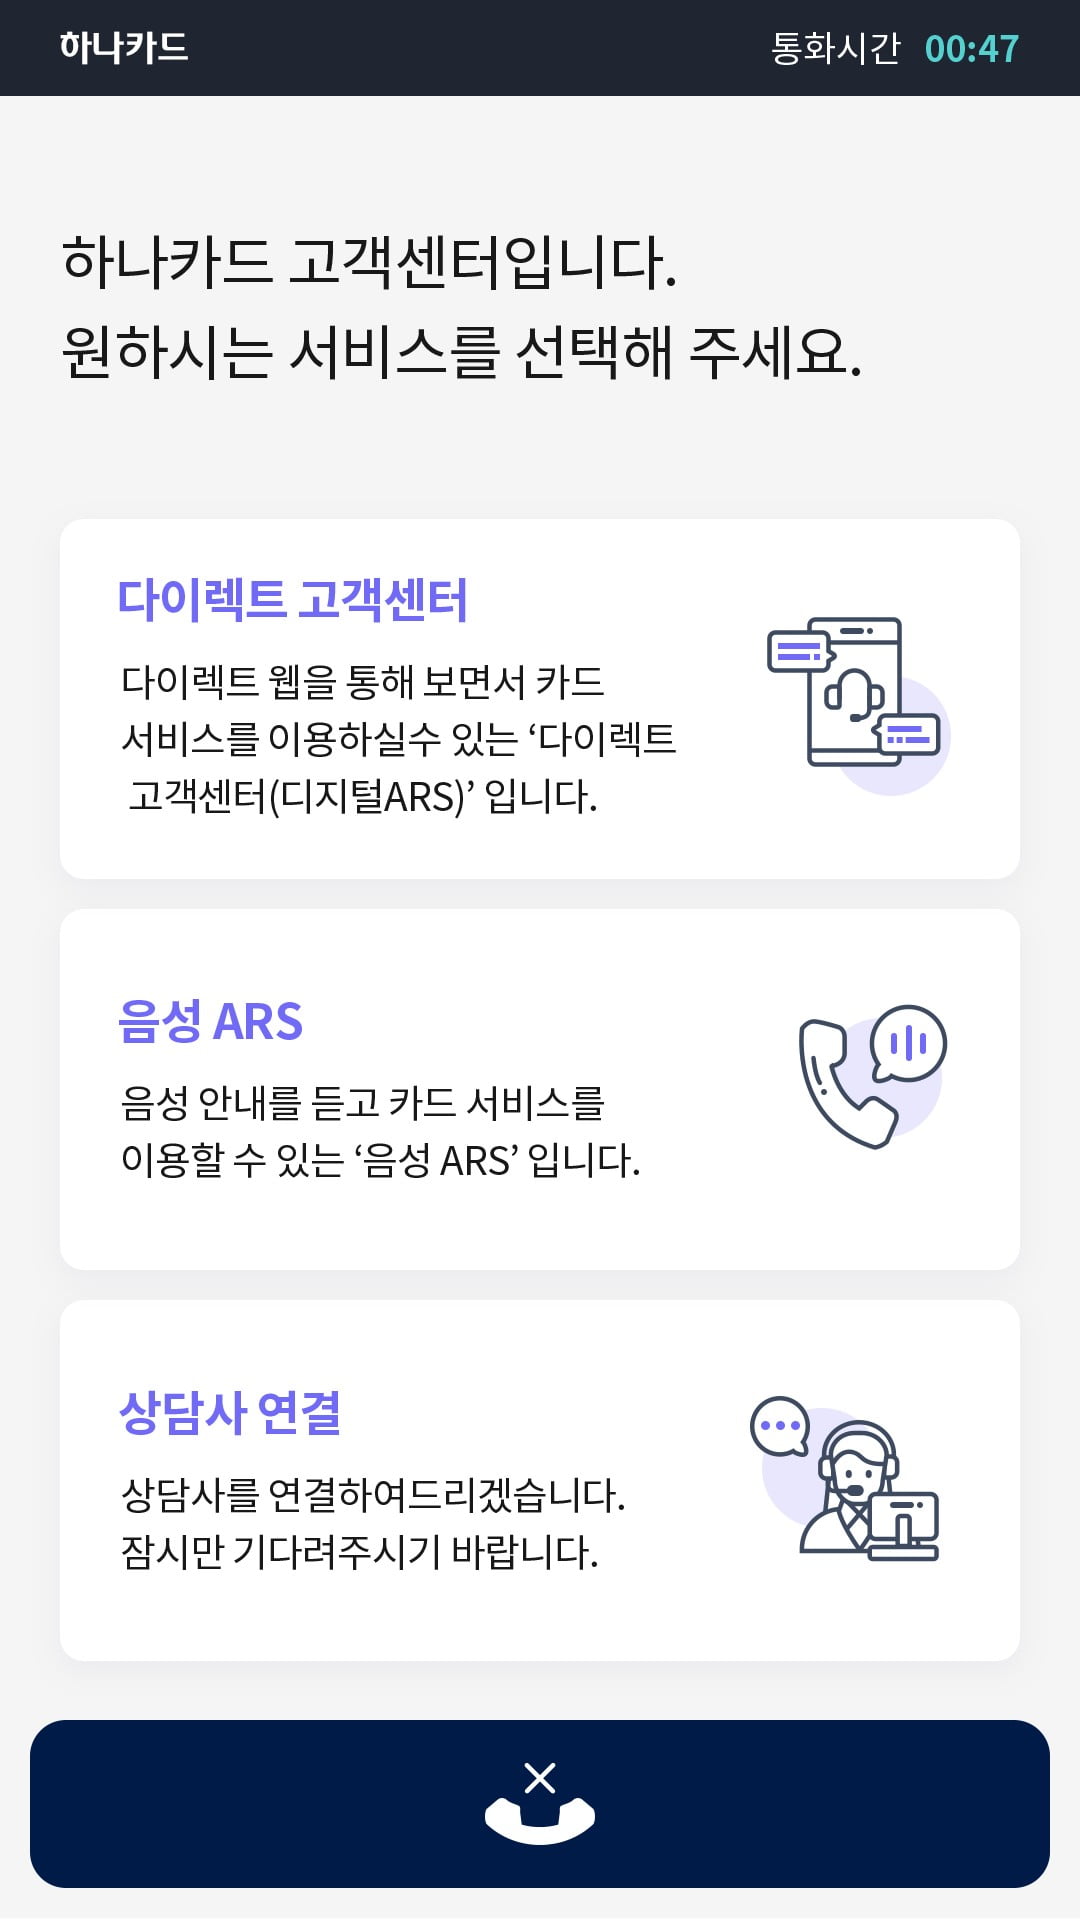 하나카드
통화시간 00:47
하나카드 고객센터입니다.
원하시는 서비스를 선택해 주세요.
다이렉트 고객센터
다이렉트 웹을 통해 보면서 카드
서비스를 이용하실수 있는 ‘다이렉트
고객센터(디지털ARS)’ 입니다.
음성 ARS
음성 안내를 듣고 카드 서비스를
이용할 수 있는 ‘음성 ARS’ 입니다.
상담사 연결
상담사를 연결하여드리겠습니다.
잠시만 기다려주시기 바랍니다.